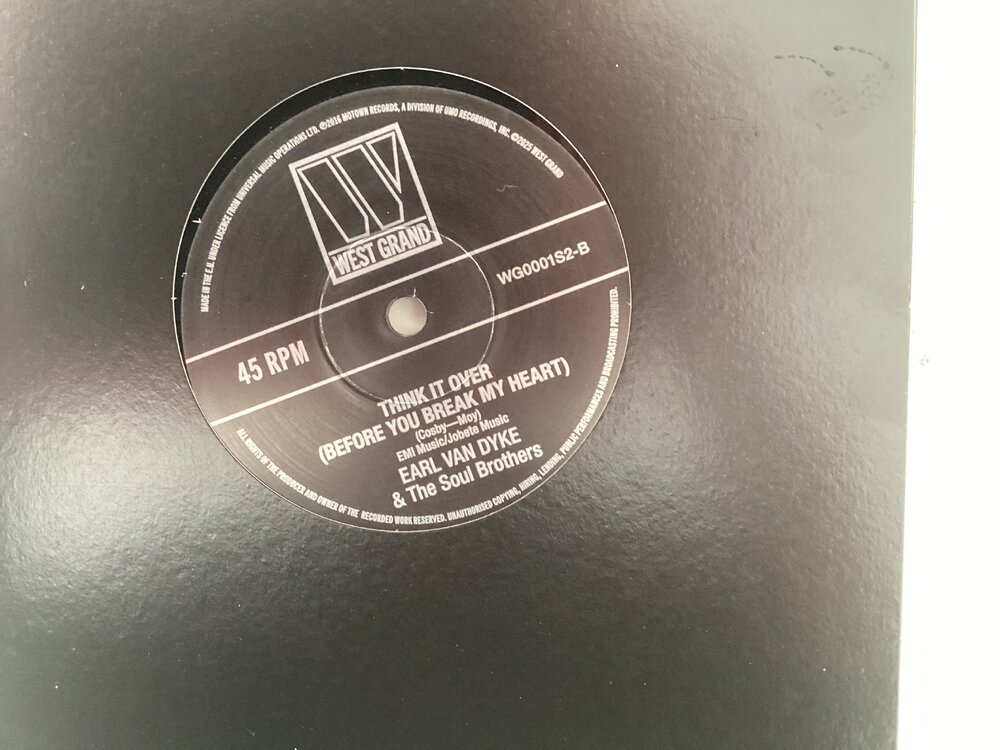 MADE IN THE E.U. UNDER LICENCE FROM UNIVERSAL MUSIC OPERATIONS LTD. ℗2016 MOTOWN RECORDS, A DIVISION OF UMG RECORDINGS, INC. ©2025 WEST GRAND
W
WEST GRAND
WG0001S2-B
45 RPM
THINK IT OVER
(BEFORE YOU BREAK MY HEART)
(Cosby—Moy)
EMI Music/Jobete Music
EARL VAN DYKE
& The Soul Brothers
ALL RIGHTS OF THE PRODUCER AND OWNER OF THE RECORDED WORK RESERVED. UNAUTHORISED COPYING, HIRING, LENDING, PUBLIC PERFORMANCES AND BROADCASTING PROHIBITED.